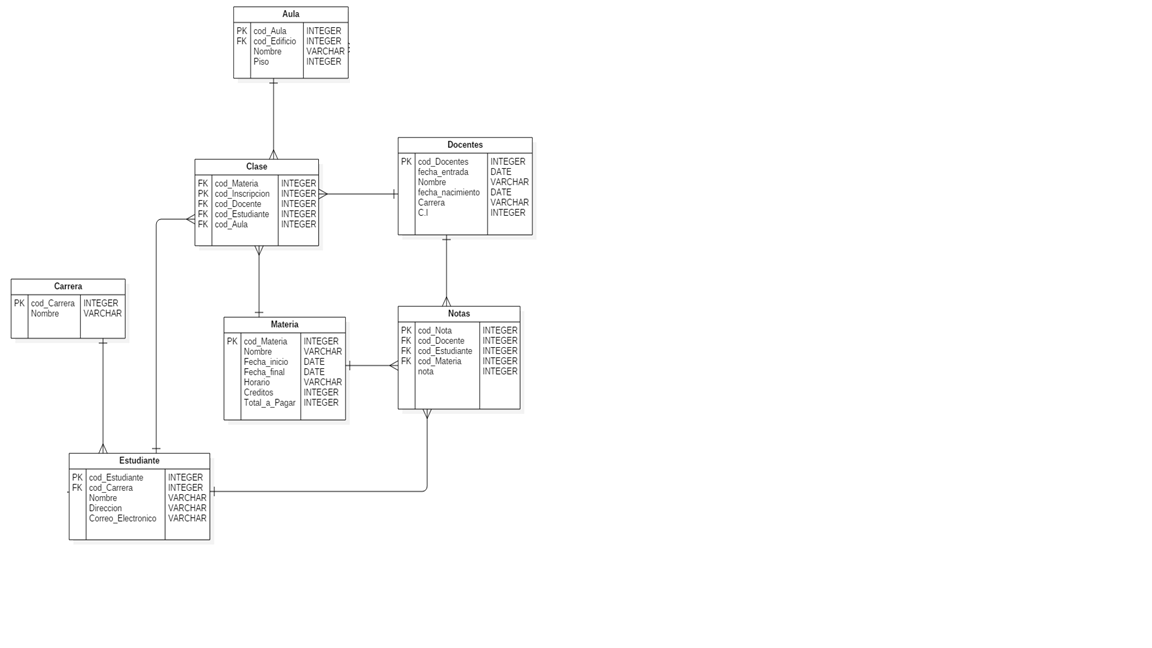 Aula
PK cod_Aula INTEGER
FK cod_Edificio INTEGER
Nombre VARCHAR
Piso INTEGER
Docentes
PK cod_Docentes INTEGER
fecha_entrada DATE
Nombre VARCHAR
fecha_nacimiento DATE
Carrera VARCHAR
C.I INTEGER
Clase
FK cod_Materia INTEGER
PK cod_Inscripcion INTEGER
FK cod_Docente INTEGER
FK cod_Estudiante INTEGER
FK cod_Aula INTEGER
Carrera
PK cod_Carrera INTEGER
Nombre VARCHAR
Materia
PK cod_Materia INTEGER
Nombre VARCHAR
Fecha_inicio DATE
Fecha_final DATE
Horario VARCHAR
Creditos INTEGER
Total_a_Pagar INTEGER
Notas
PK cod_Nota INTEGER
FK cod_Docente INTEGER
FK cod_Estudiante INTEGER
FK cod_Materia INTEGER
nota INTEGER
Estudiante
PK cod_Estudiante INTEGER
FK cod_Carrera INTEGER
Nombre VARCHAR
Direccion VARCHAR
Correo_Electronico VARCHAR